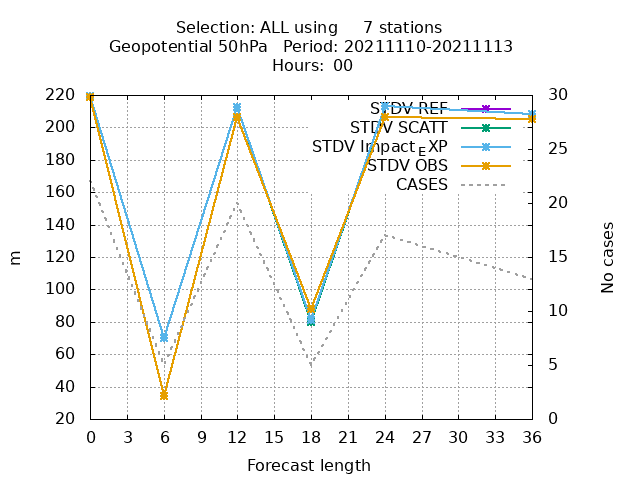 Selection: ALL using     7 stations
Geopotential 50hPa   Period: 20211110-20211113
Hours:  00
220
200
180
160
140
120
100
80
60
40
20
30
25
20
15
10
5
0
STDV REF
STDV SCATT
STDV Impact_EXP
STDV OBS
CASES
m
No cases
0 3 6 9 12 15 18 21 24 27 30 33 36
Forecast length